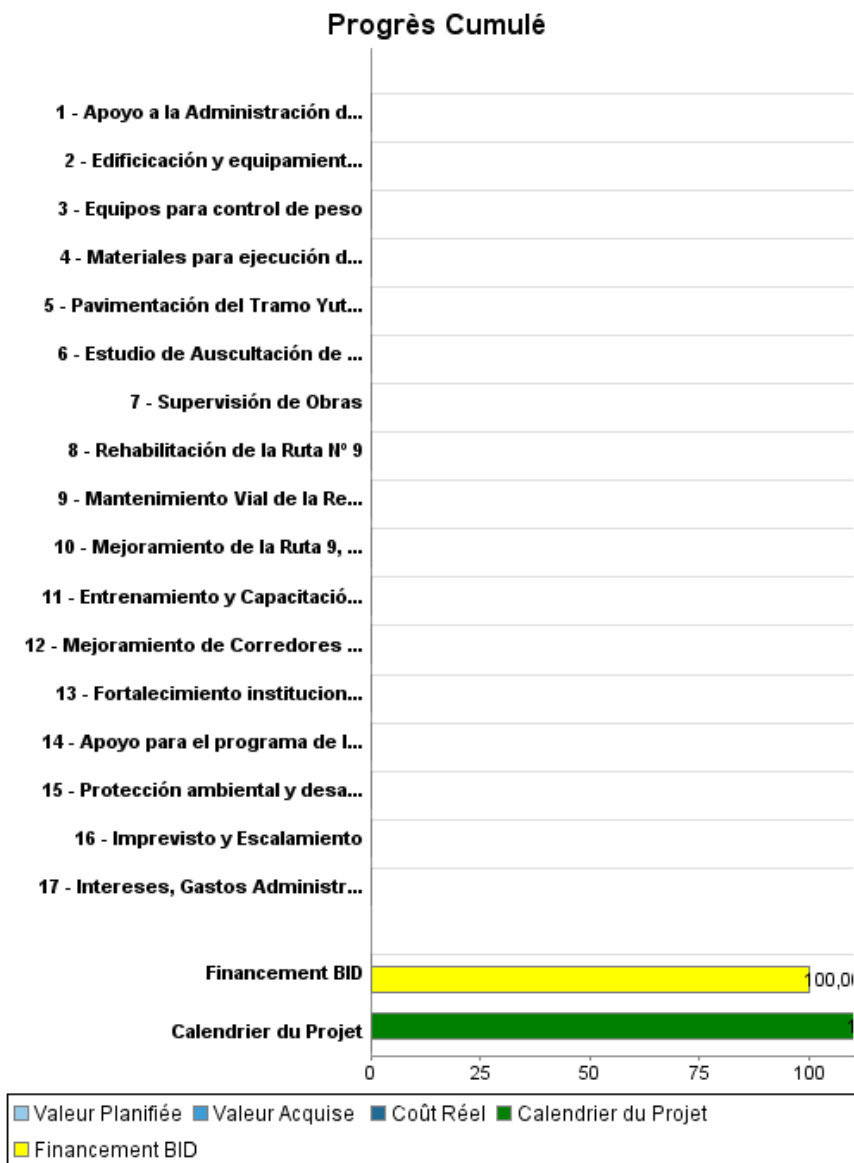 Progrès Cumulé
1 - Apoyo a la Administración d...
2 - Edificicación y equipamient...
3 - Equipos para control de peso
4 - Materiales para ejecución d...
5 - Pavimentación del Tramo Yut...
6 - Estudio de Auscultación de ...
7 - Supervisión de Obras
8 - Rehabilitación de la Ruta Nº 9
9 - Mantenimiento Vial de la Re...
10 - Mejoramiento de la Ruta 9, ...
11 - Entrenamiento y Capacitació...
12 - Mejoramiento de Corredores ...
13 - Fortalecimiento institucion...
14 - Apoyo para el programa de I...
15 - Protección ambiental y desa...
16 - Imprevisto y Escalamiento
17 - Intereses, Gastos Administr...
Financement BID
100,0
Calendrier du Projet
1
0 25 50 75 100
Valeur Planifiée Valeur Acquise Coût Réel Calendrier du Projet
Financement BID